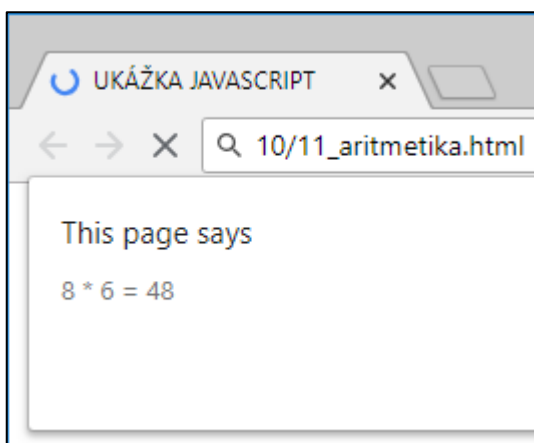 UKÁŽKA JAVASCRIPT
10/11_aritmetika.html
This page says
8 * 6 = 48